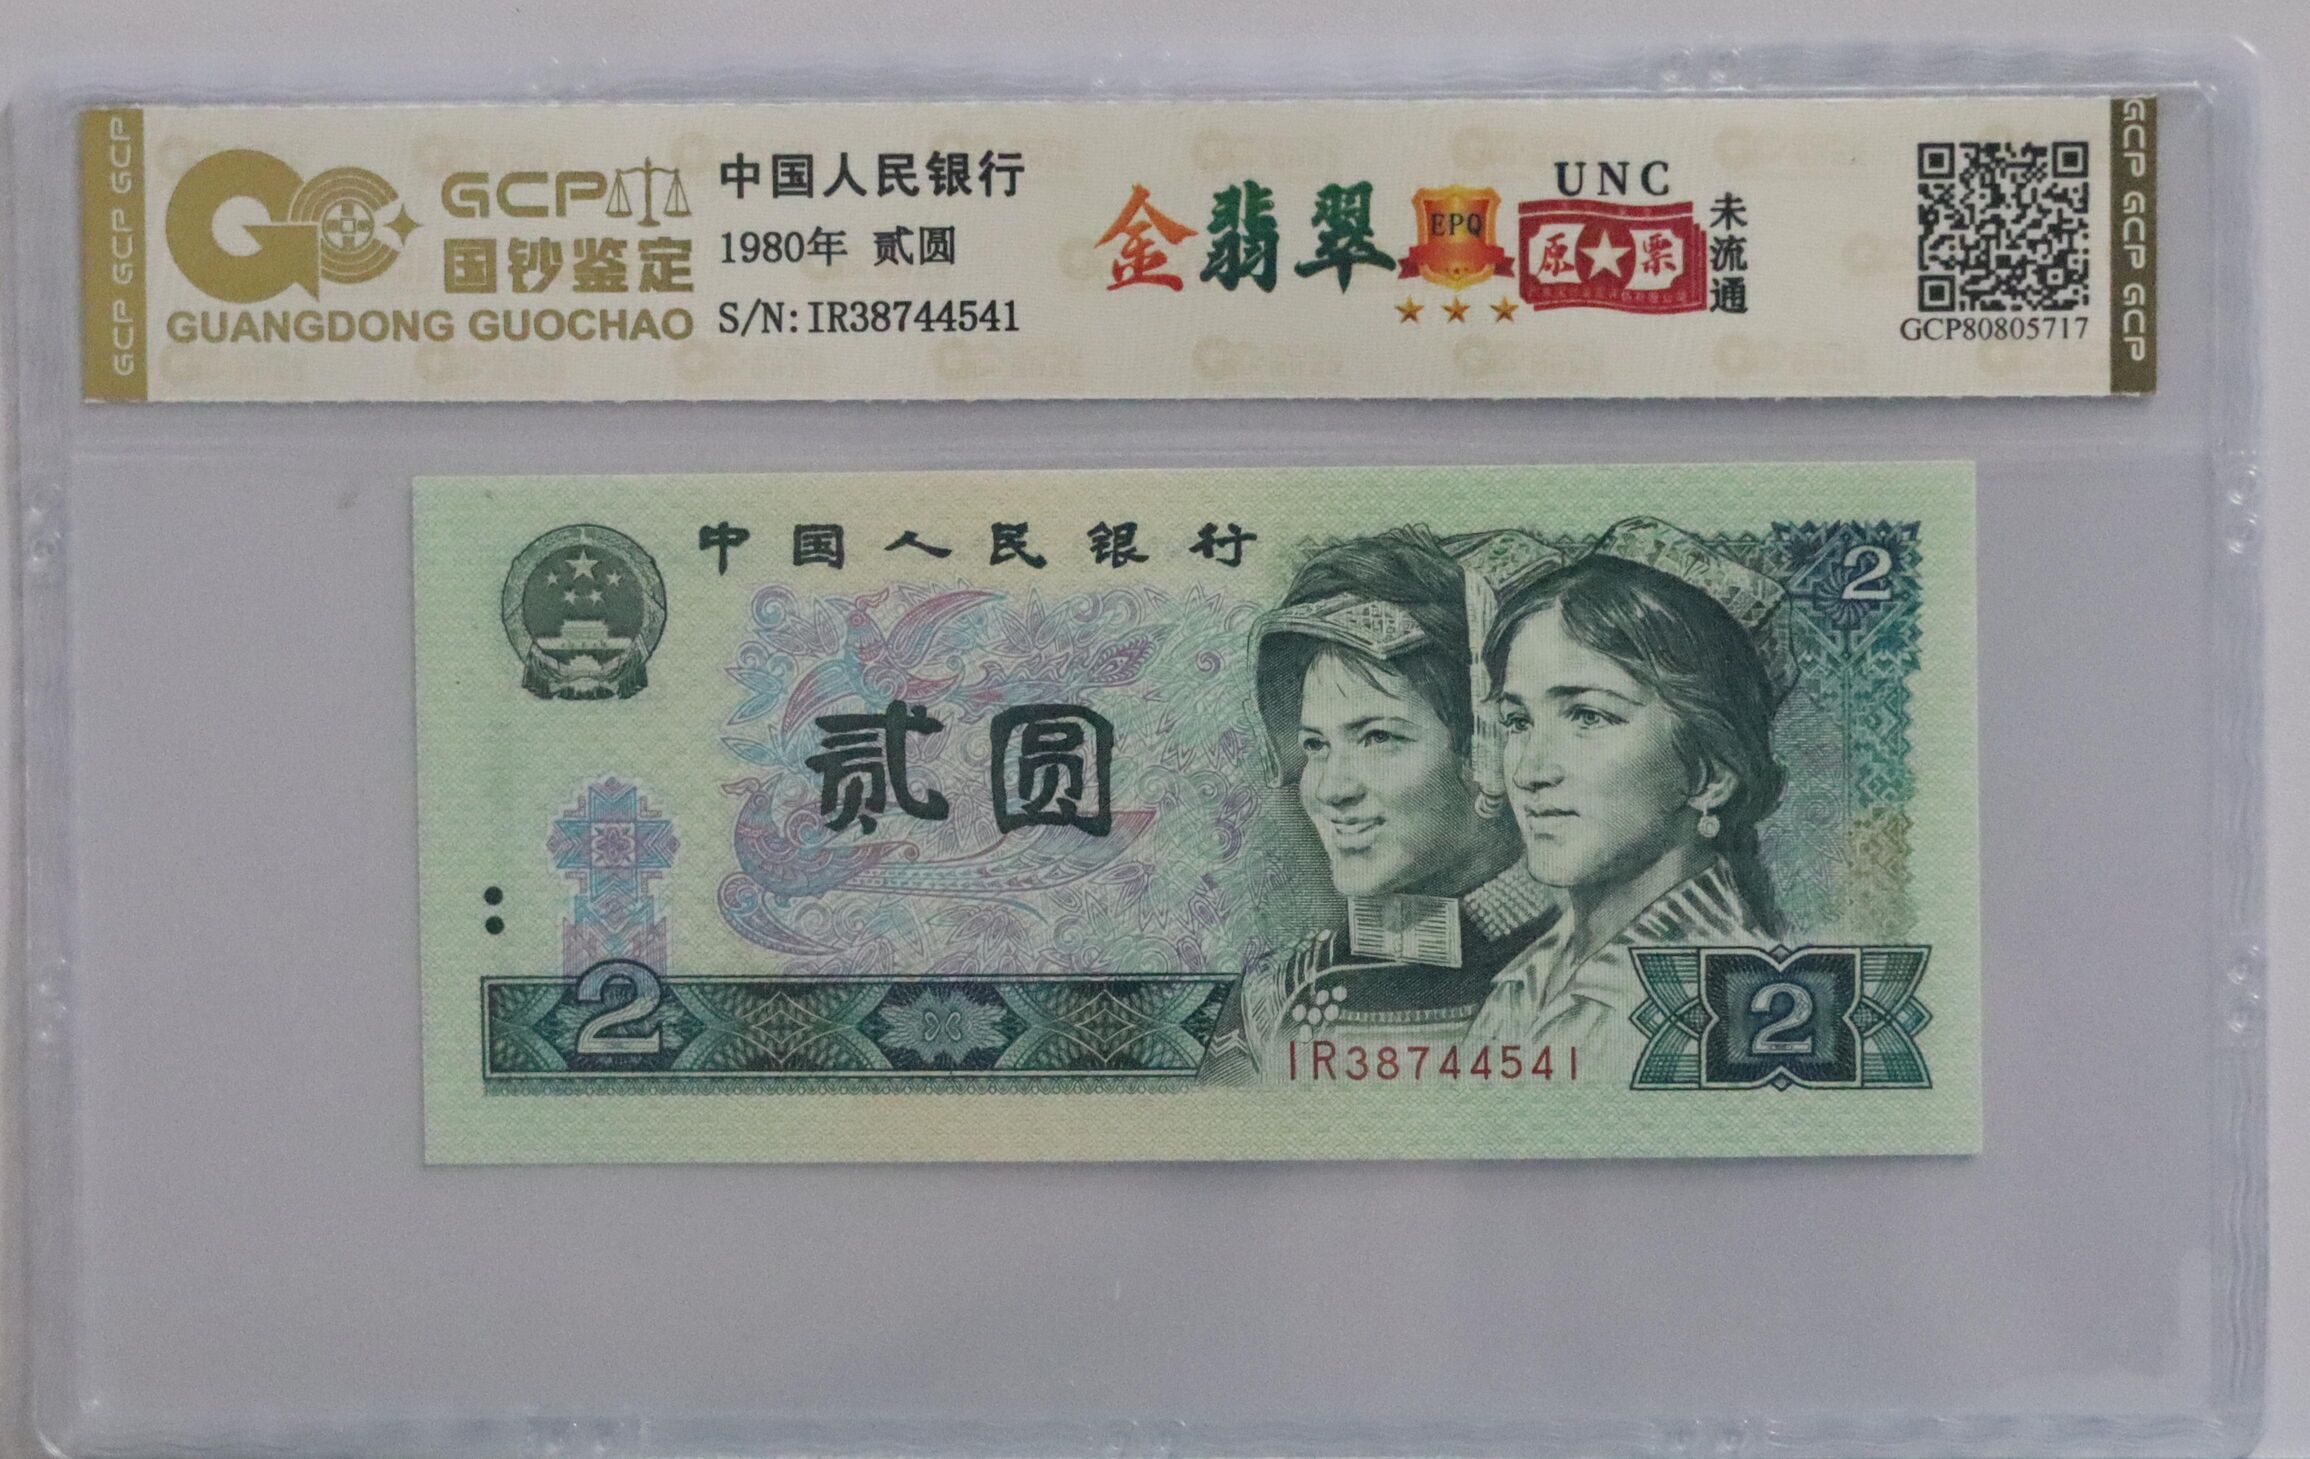 GCP GCP GCP
GCP
国钞鉴定
GUANGDONG GUOCHAO
中国人民银行
1980年 贰圆
S/N: IR38744541
金翡翠
EPQ
UNC
原票
未流通
GCP80805717
GCP GCP GCP
中国人民银行
2
贰圆
2
IR38744541
2